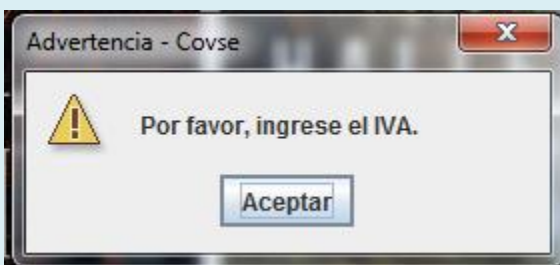 Advertencia - Covse
Por favor, ingrese el IVA.
Aceptar